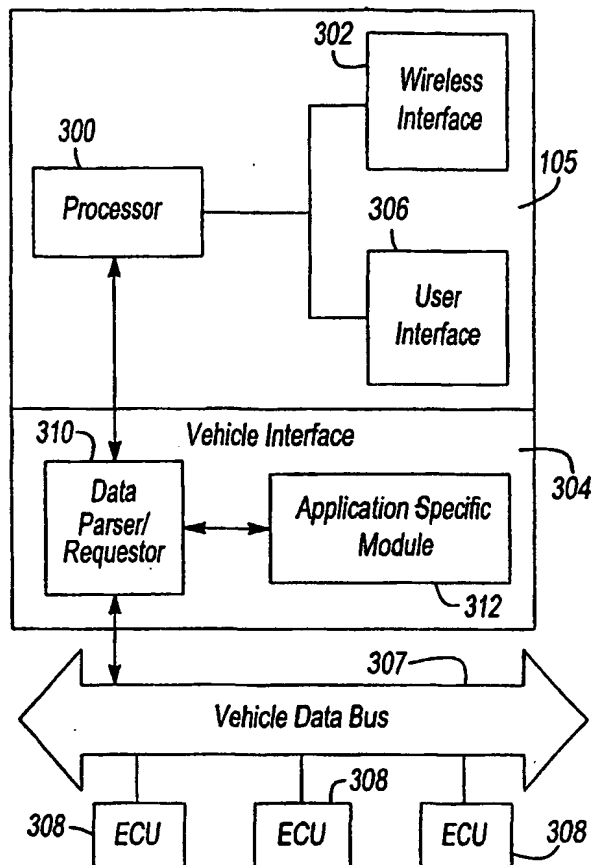 302
Wireless
Interface
300
Processor
105
306
User
Interface
Vehicle Interface
310
304
Data
Parser/
Requestor
Application Specific
Module
312
307
Vehicle Data Bus
308
308
ECU
ECU
ECU
308